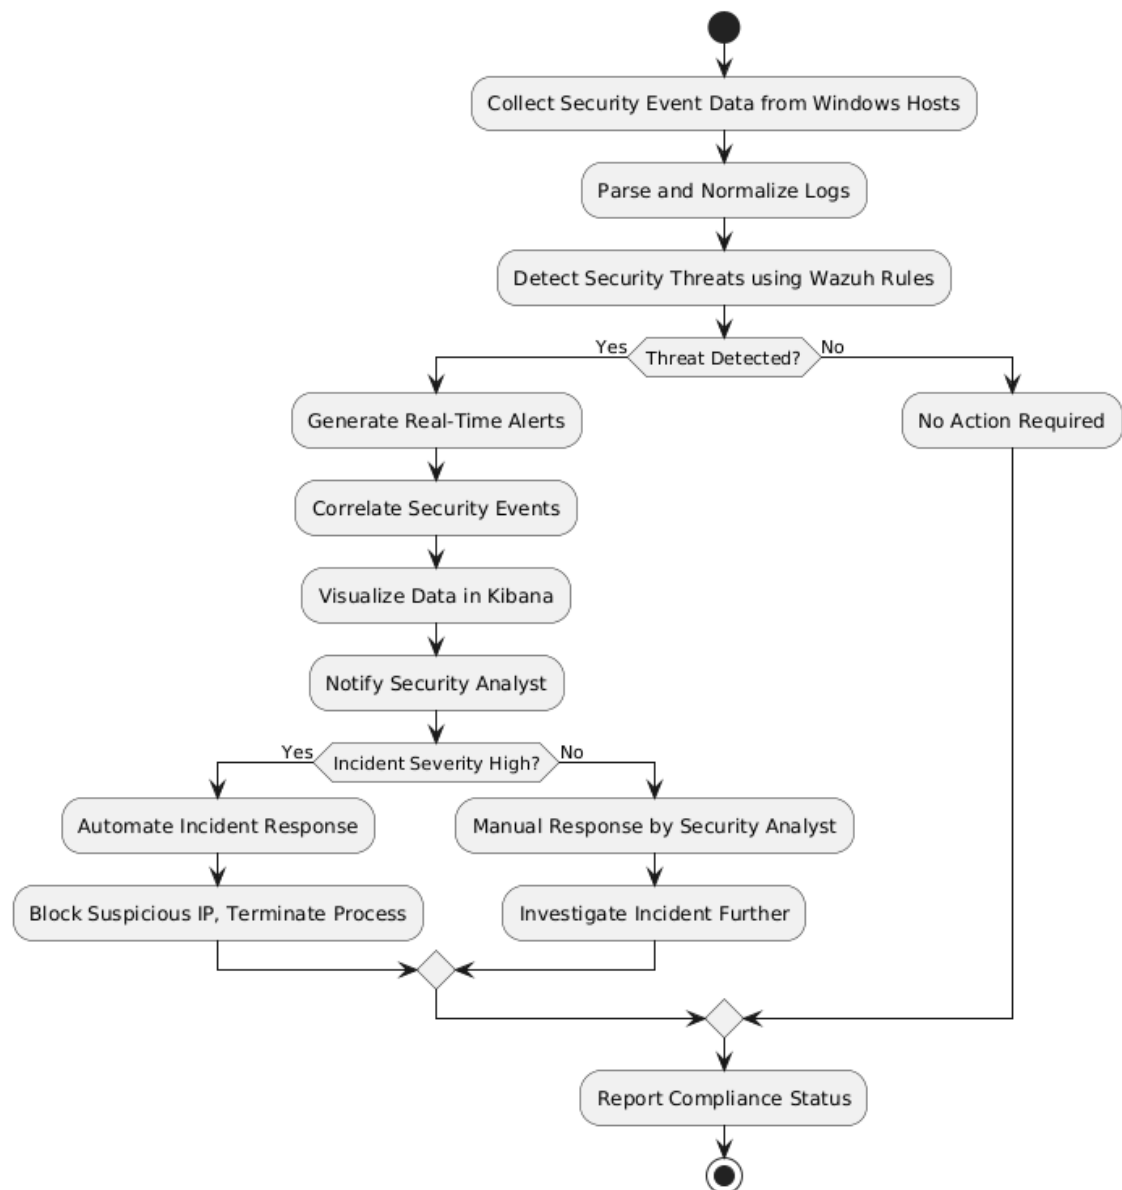 Collect Security Event Data from Windows Hosts
Parse and Normalize Logs
Detect Security Threats using Wazuh Rules
Yes
Threat Detected?
No
Generate Real-Time Alerts
No Action Required
Correlate Security Events
Visualize Data in Kibana
Notify Security Analyst
Yes
Incident Severity High?
No
Automate Incident Response
Manual Response by Security Analyst
Block Suspicious IP, Terminate Process
Investigate Incident Further
Report Compliance Status